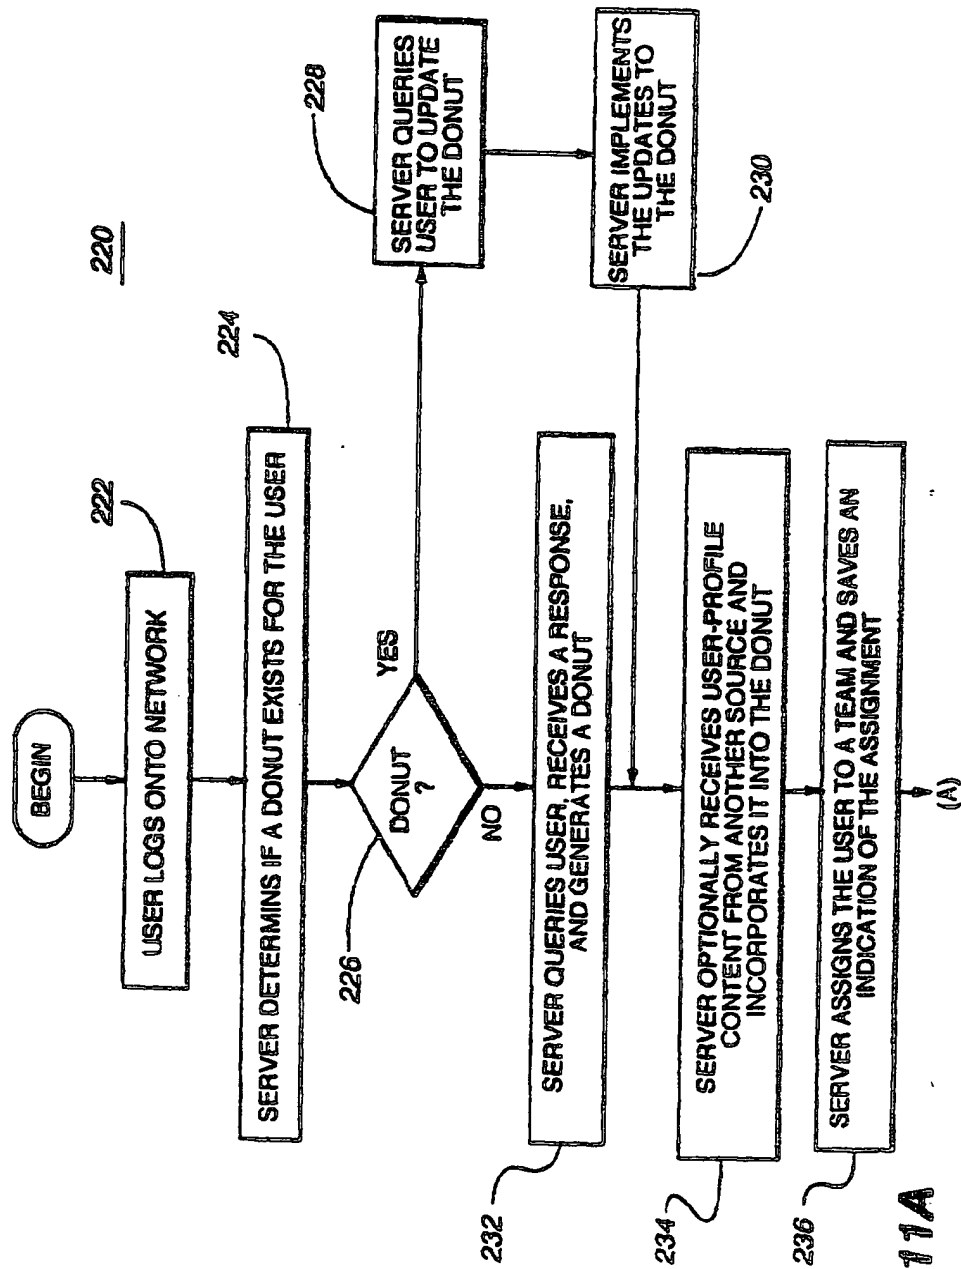 220
BEGIN
222
USER LOGS ONTO NETWORK
224
SERVER DETERMINS IF A DONUT EXISTS FOR THE USER
226
DONUT
?
YES
NO
228
SERVER QUERIES
USER TO UPDATE
THE DONUT
SERVER IMPLEMENTS
THE UPDATES TO
THE DONUT
230
232
SERVER QUERIES USER, RECEIVES A RESPONSE,
AND GENERATES A DONUT
234
SERVER OPTIONALLY RECEIVES USER-PROFILE
CONTENT FROM ANOTHER SOURCE AND
INCORPORATES IT INTO THE DONUT
236
SERVER ASSIGNS THE USER TO A TEAM AND SAVES AN
INDICATION OF THE ASSIGNMENT
(A)
11A